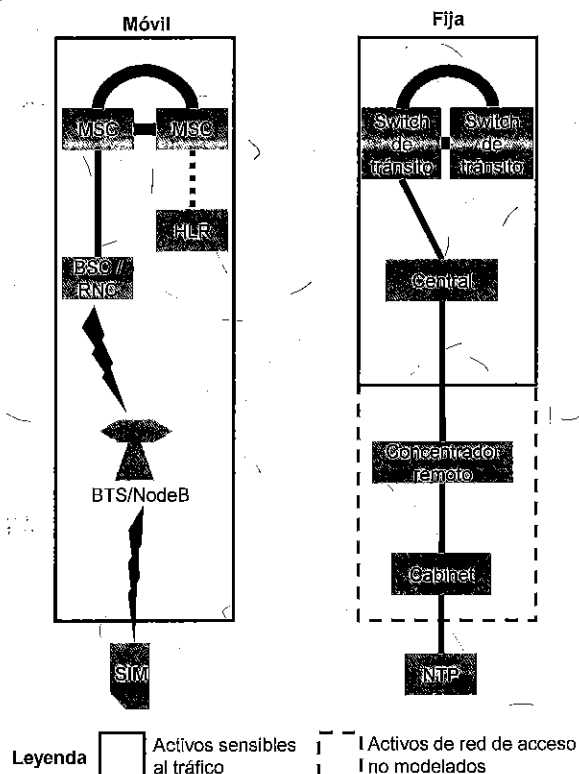 Móvil
Fija
MSC
MSC
HLR
BSC /
RNC
BTS/NodeB
SIM
Switch
de
tránsito
Switch
de
tránsito
Central
Concentrador
remoto
Cabinet
NTP
Leyenda
Activos sensibles
al tráfico
Activos de red de acceso
no modelados